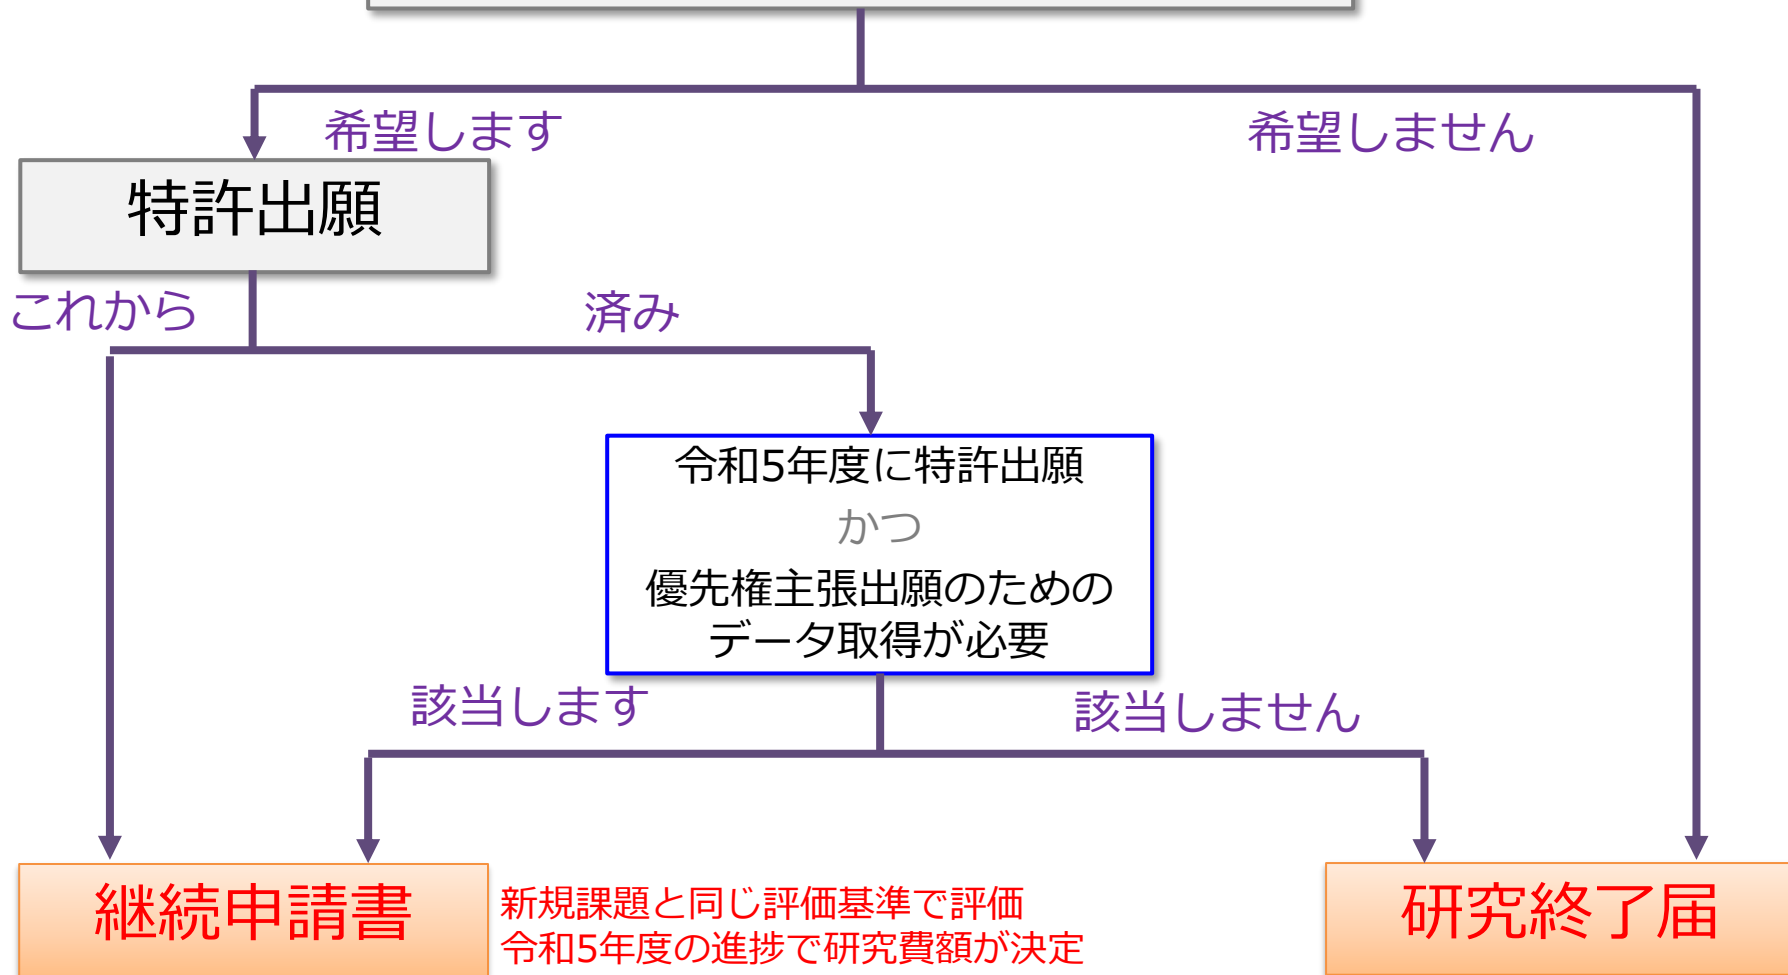 希望します
希望しません
特許出願
これから
済み
令和5年度に特許出願
かつ
優先権主張出願のための
データ取得が必要
該当します
該当しません
継続申請書
新規課題と同じ評価基準で評価
令和5年度の進捗で研究費額が決定
研究終了届